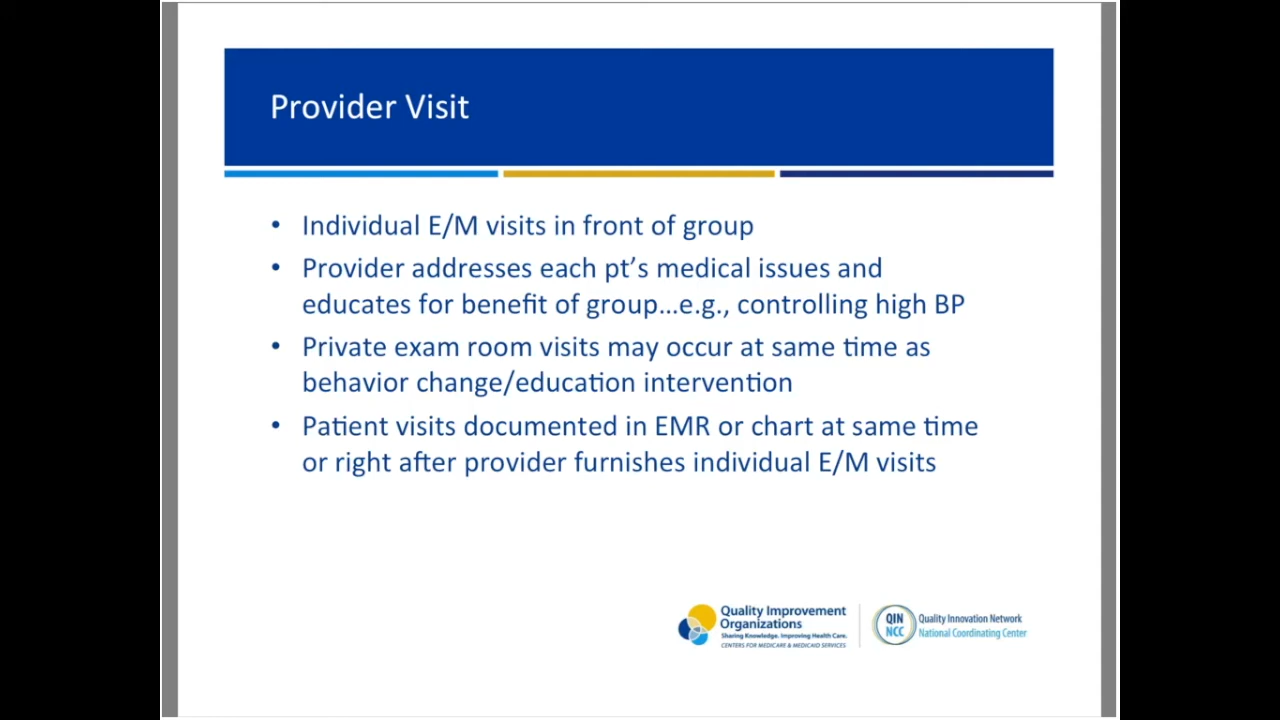 Provider Visit
• Individual E/M visits in front of group
• Provider addresses each pt's medical issues and
educates for benefit of group...e.g., controlling high BP
• Private exam room visits may occur at same time as
behavior change/education intervention
• Patient visits documented in EMR or chart at same time
or right after provider furnishes individual E/M visits
Quality Improvement
Organizations
Sharing Knowledge. Improving Health Care.
CENTERS FOR MEDICARE & MEDICAID SERVICES
QIN
NCC
Quality Innovation Network
National Coordinating Center